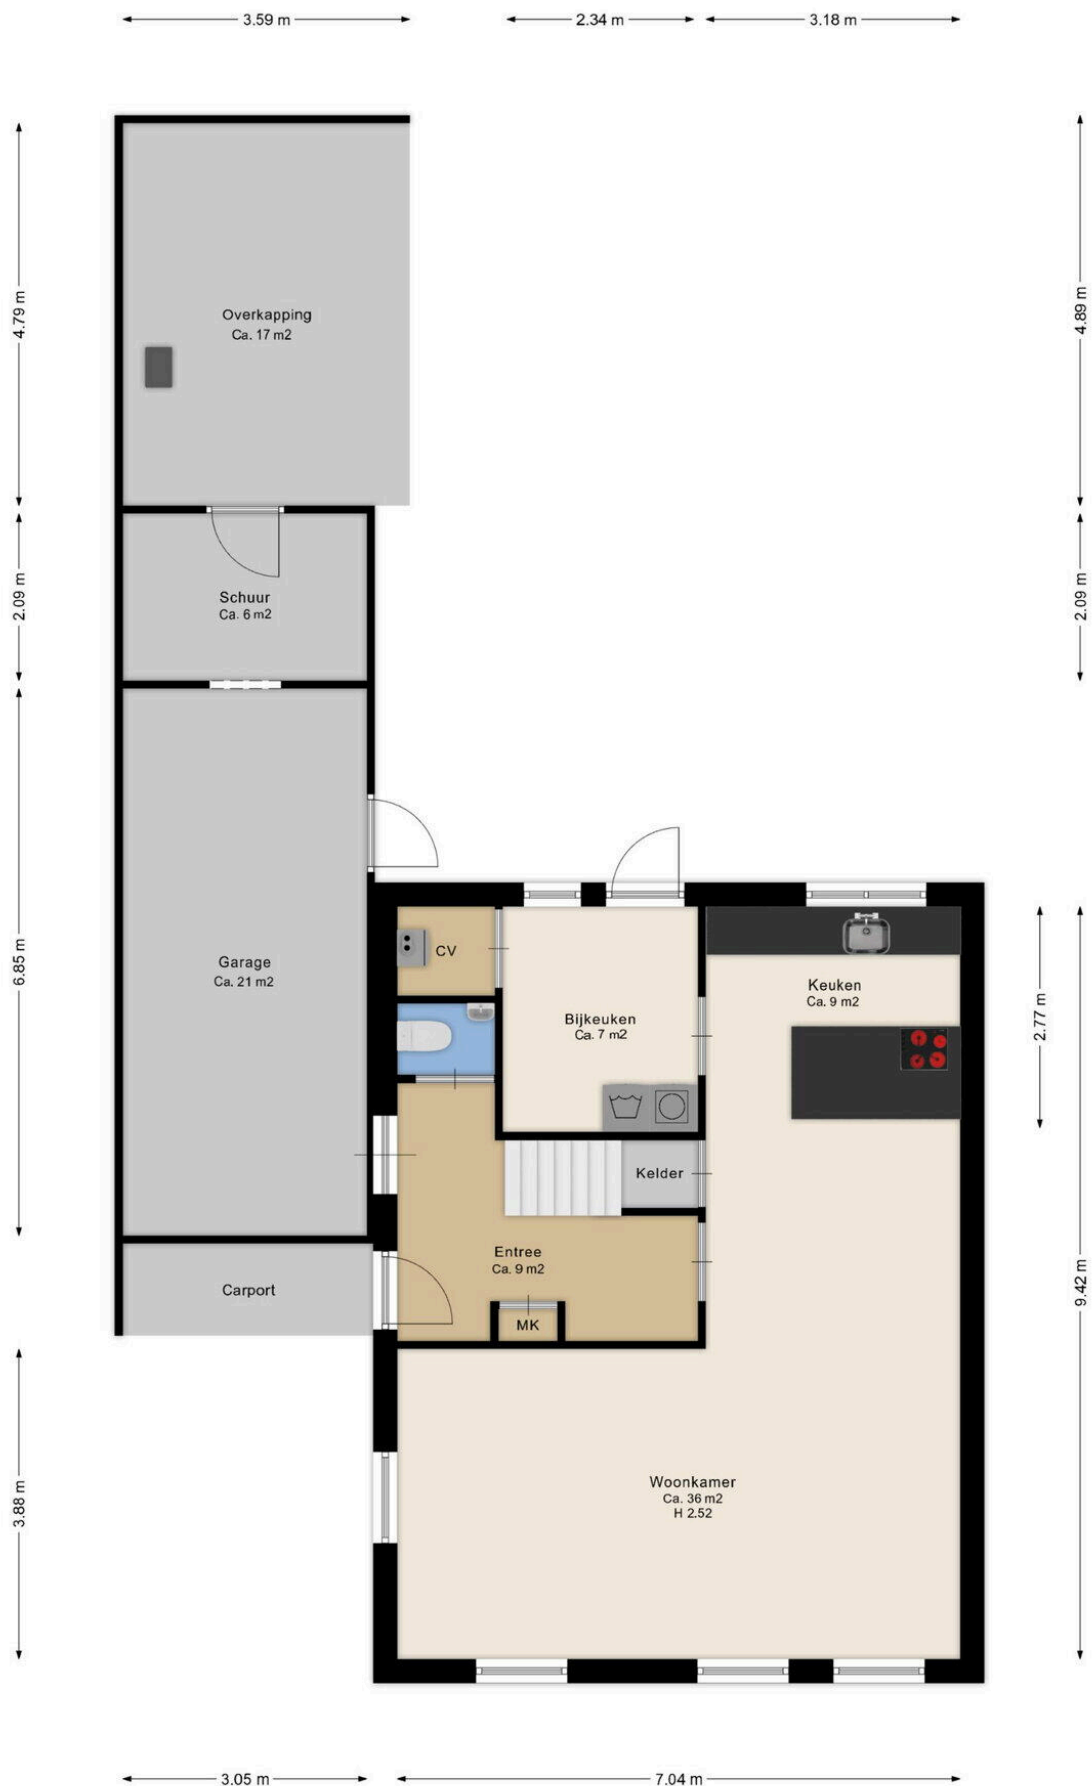 3.59 m
2.34 m
3.18 m
4.79 m
4.89 m
Overkapping
Ca. 17 m2
2.09 m
2.09 m
Schuur
Ca. 6 m2
6.85 m
Garage
Ca. 21 m2
CV
Bijkeuken
Ca. 7 m2
Keuken
Ca. 9 m2
2.77 m
Kelder
Entree
Ca. 9 m2
Carport
MK
9.42 m
3.88 m
Woonkamer
Ca. 36 m2
H 2.52
3.05 m
7.04 m